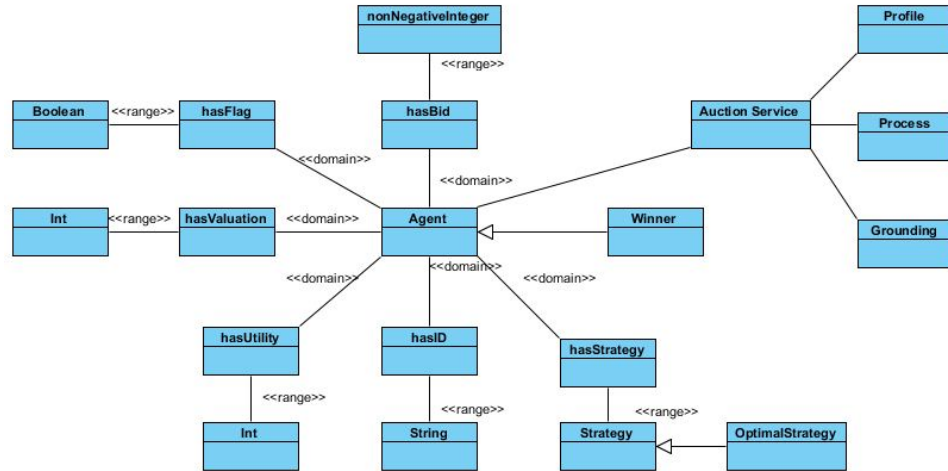 nonNegativeInteger
Profile
<<range>>
Boolean
<<range>>
hasFlag
hasBid
Auction Service
Process
<<domain>>
<<domain>>
Int
<<range>>
hasValuation
<<domain>>
Agent
Winner
Grounding
<<domain>>
<<domain>>
<<domain>>
hasUtility
hasID
hasStrategy
<<range>>
<<range>>
<<range>>
Int
String
Strategy
OptimalStrategy